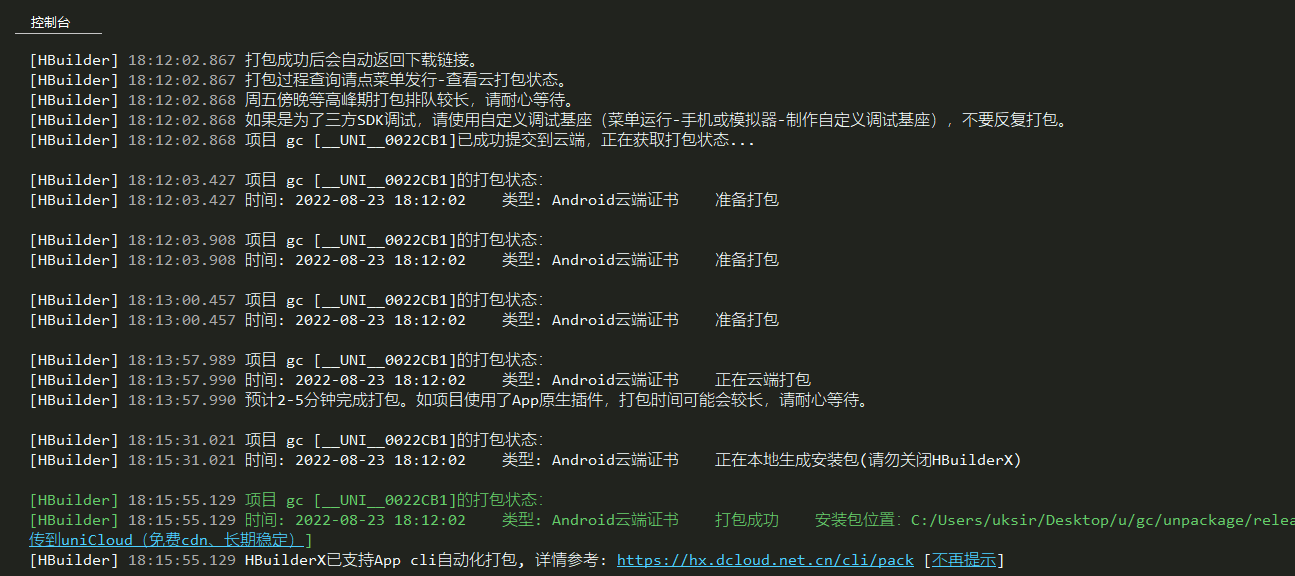 控制台
[HBuilder] 18:12:02.867 打包成功后会自动返回下载链接。
[HBuilder] 18:12:02.867 打包过程查询请点菜单发行-查看云打包状态。
[HBuilder] 18:12:02.868 周五傍晚等高峰期打包排队较长，请耐心等待。
[HBuilder] 18:12:02.868 如果是为了三方SDK调试，请使用自定义调试基座（菜单运行-手机或模拟器-制作自定义调试基座），不要反复打包。
[HBuilder] 18:12:02.868 项目 gc [__UNI__0022CB1]已成功提交到云端，正在获取打包状态...
[HBuilder] 18:12:03.427 项目 gc [__UNI__0022CB1]的打包状态：
[HBuilder] 18:12:03.427 时间: 2022-08-23 18:12:02    类型: Android云端证书    准备打包
[HBuilder] 18:12:03.908 项目 gc [__UNI__0022CB1]的打包状态：
[HBuilder] 18:12:03.908 时间: 2022-08-23 18:12:02    类型: Android云端证书    准备打包
[HBuilder] 18:13:00.457 项目 gc [__UNI__0022CB1]的打包状态：
[HBuilder] 18:13:00.457 时间: 2022-08-23 18:12:02    类型: Android云端证书    准备打包
[HBuilder] 18:13:57.989 项目 gc [__UNI__0022CB1]的打包状态：
[HBuilder] 18:13:57.990 时间: 2022-08-23 18:12:02    类型: Android云端证书    正在云端打包
[HBuilder] 18:13:57.990 预计2-5分钟完成打包。如项目使用了App原生插件，打包时间可能会较长，请耐心等待。
[HBuilder] 18:15:31.021 项目 gc [__UNI__0022CB1]的打包状态：
[HBuilder] 18:15:31.021 时间: 2022-08-23 18:12:02    类型: Android云端证书    正在本地生成安装包(请勿关闭HBuilderX)
[HBuilder] 18:15:55.129 项目 gc [__UNI__0022CB1]的打包状态：
[HBuilder] 18:15:55.129 时间: 2022-08-23 18:12:02    类型: Android云端证书    打包成功    安装包位置：C:/Users/uksir/Desktop/u/gc/unpackage/relea
传到uniCloud（免费cdn、长期稳定）]
[HBuilder] 18:15:55.129 HBuilderX已支持App cli自动化打包, 详情参考: https://hx.dcloud.net.cn/cli/pack [不再提示]